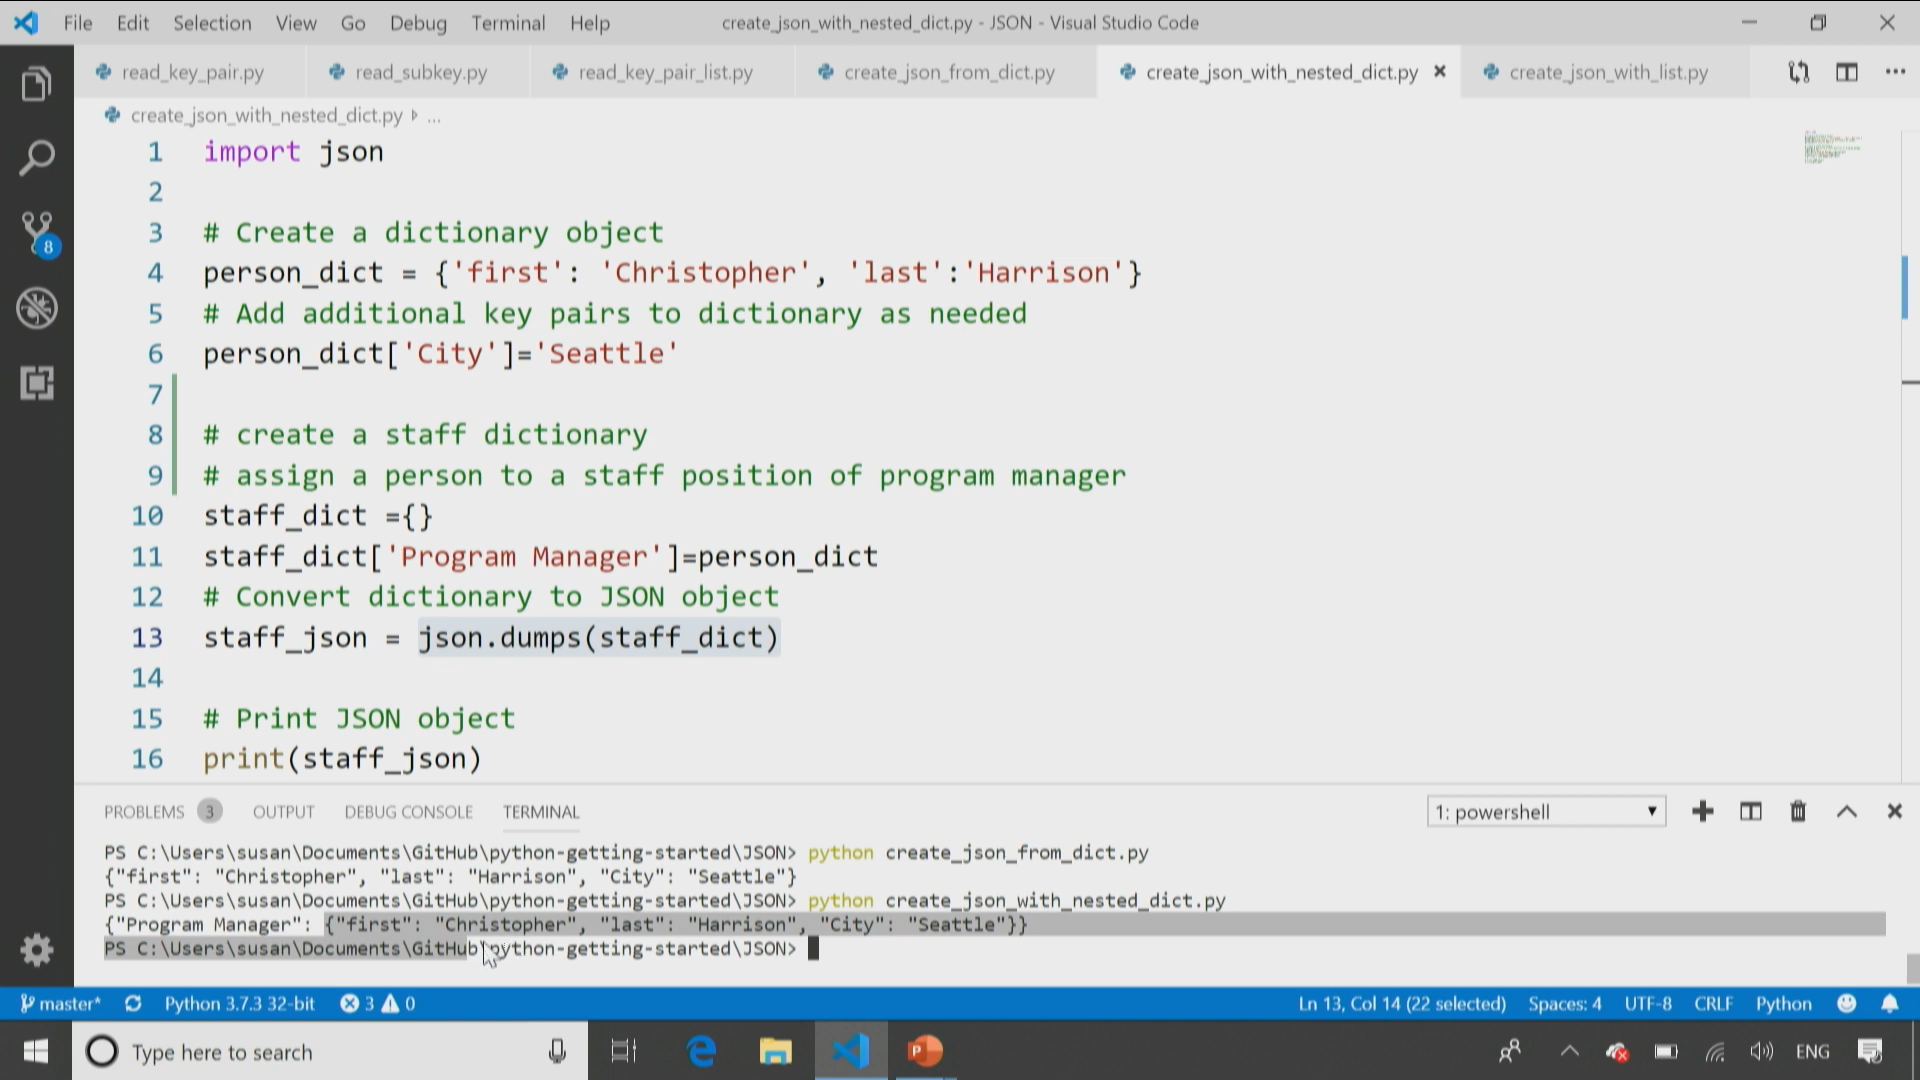 File Edit Selection View Go Debug Terminal Help create_json_with_nested_dict.py - JSON - Visual Studio Code
read_key_pair.py read_subkey.py read_key_pair_list.py create_json_from_dict.py create_json_with_nested_dict.py create_json_with_list.py
create_json_with_nested_dict.py ...
1 import json
2
3 # Create a dictionary object
4 person_dict = {'first': 'Christopher', 'last':'Harrison'}
5 # Add additional key pairs to dictionary as needed
6 person_dict['City']='Seattle'
7
8 # create a staff dictionary
9 # assign a person to a staff position of program manager
10 staff_dict ={}
11 staff_dict['Program Manager']=person_dict
12 # Convert dictionary to JSON object
13 staff_json = json.dumps(staff_dict)
14
15 # Print JSON object
16 print(staff_json)
8
PROBLEMS 3 OUTPUT DEBUG CONSOLE TERMINAL 1: powershell
PS C:\Users\susan\Documents\GitHub\python-getting-started\JSON> python create_json_from_dict.py
{"first": "Christopher", "last": "Harrison", "City": "Seattle"}
PS C:\Users\susan\Documents\GitHub\python-getting-started\JSON> python create_json_with_nested_dict.py
{"Program Manager": {"first": "Christopher", "last": "Harrison", "City": "Seattle"}}
PS C:\Users\susan\Documents\GitHub\python-getting-started\JSON>
master* Python 3.7.3 32-bit 3 0 Ln 13, Col 14 (22 selected) Spaces: 4 UTF-8 CRLF Python
Type here to search P ENG